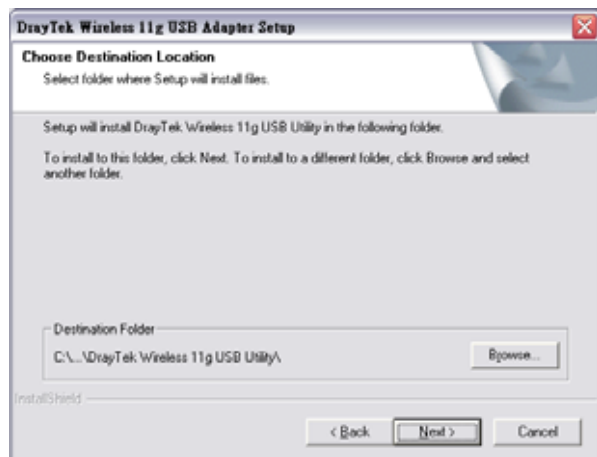 DrayTek Wireless 11g USB Adapter Setup
Choose Destination Location
Select folder where Setup will install files.
Setup will install DrayTek Wireless 11g USB Utility in the following folder.
To install to this folder, click Next. To install to a different folder, click Browse and select
another folder.
Destination Folder
C:\...\DrayTek Wireless 11g USB Utility\
Browse...
InstallShield
< Back
Next >
Cancel